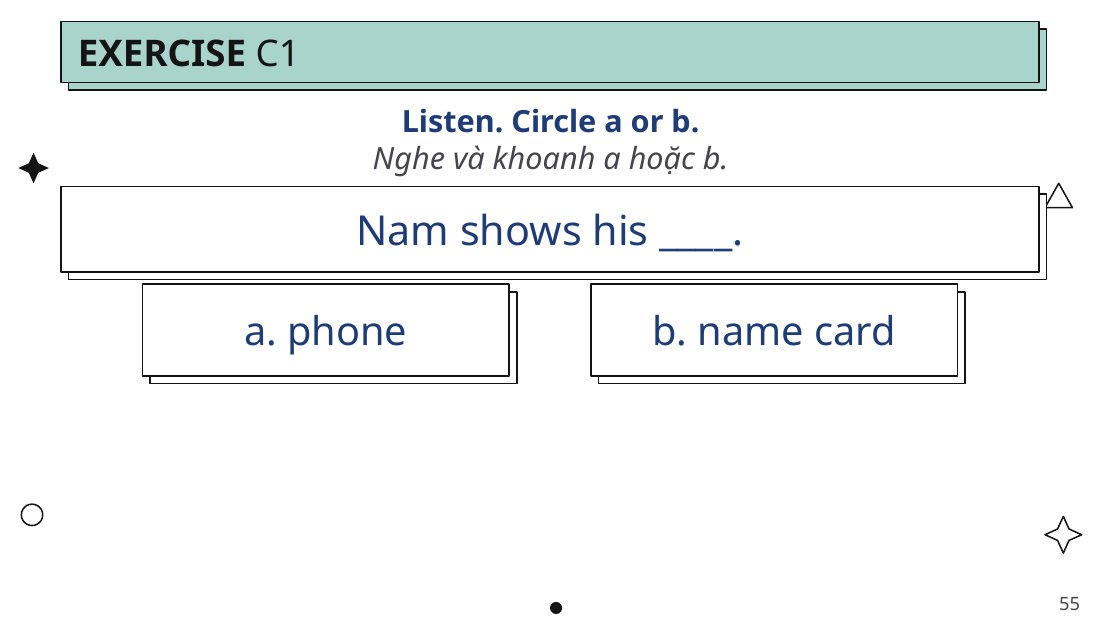 EXERCISE C1
Listen. Circle a or b.
Nghe và khoanh a hoặc b.
Nam shows his ____.
a. phone
b. name card
55